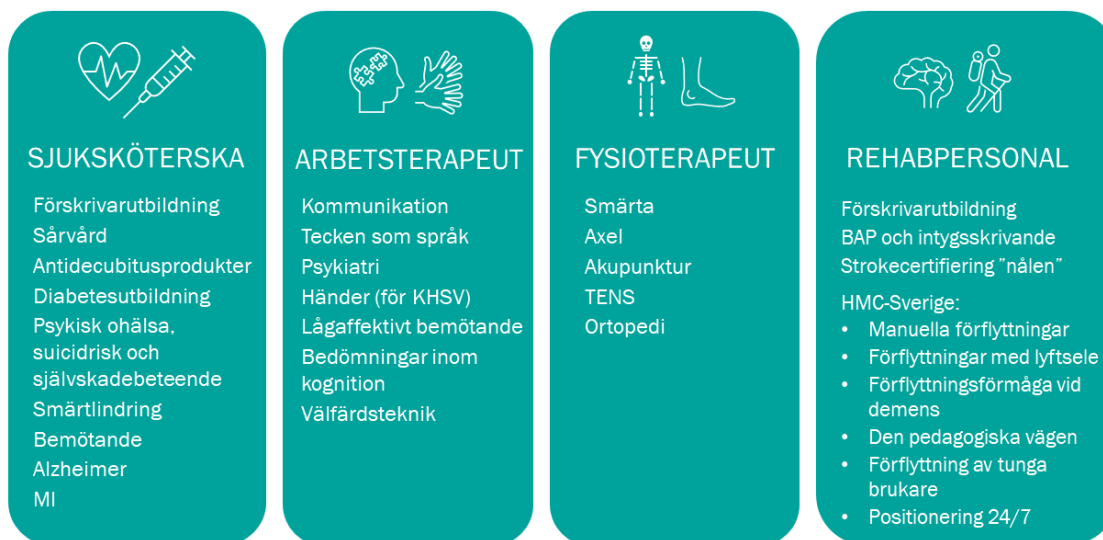 SJUKSKÖTERSKA
Förskrivarutbildning
Sårvård
Antidecubitusprodukter
Diabetesutbildning
Psykisk ohälsa,
suicidrisk och
självskadebeteende
Smärtlindring
Bemötande
Alzheimer
MI
ARBETSTERAPEUT
Kommunikation
Tecken som språk
Psykiatri
Händer (för KHSV)
Lågaffektivt bemötande
Bedömningar inom
kognition
Välfärdsteknik
FYSIOTERAPEUT
Smärta
Axel
Akupunktur
TENS
Ortopedi
REHABPERSONAL
Förskrivarutbildning
BAP och intygsskrivande
Strokecertifiering ”nålen”
HMC-Sverige:
• Manuella förflyttningar
• Förflyttningar med lyftsele
• Förflyttningsförmåga vid
demens
• Den pedagogiska vägen
• Förflyttning av tunga
brukare
• Positionering 24/7